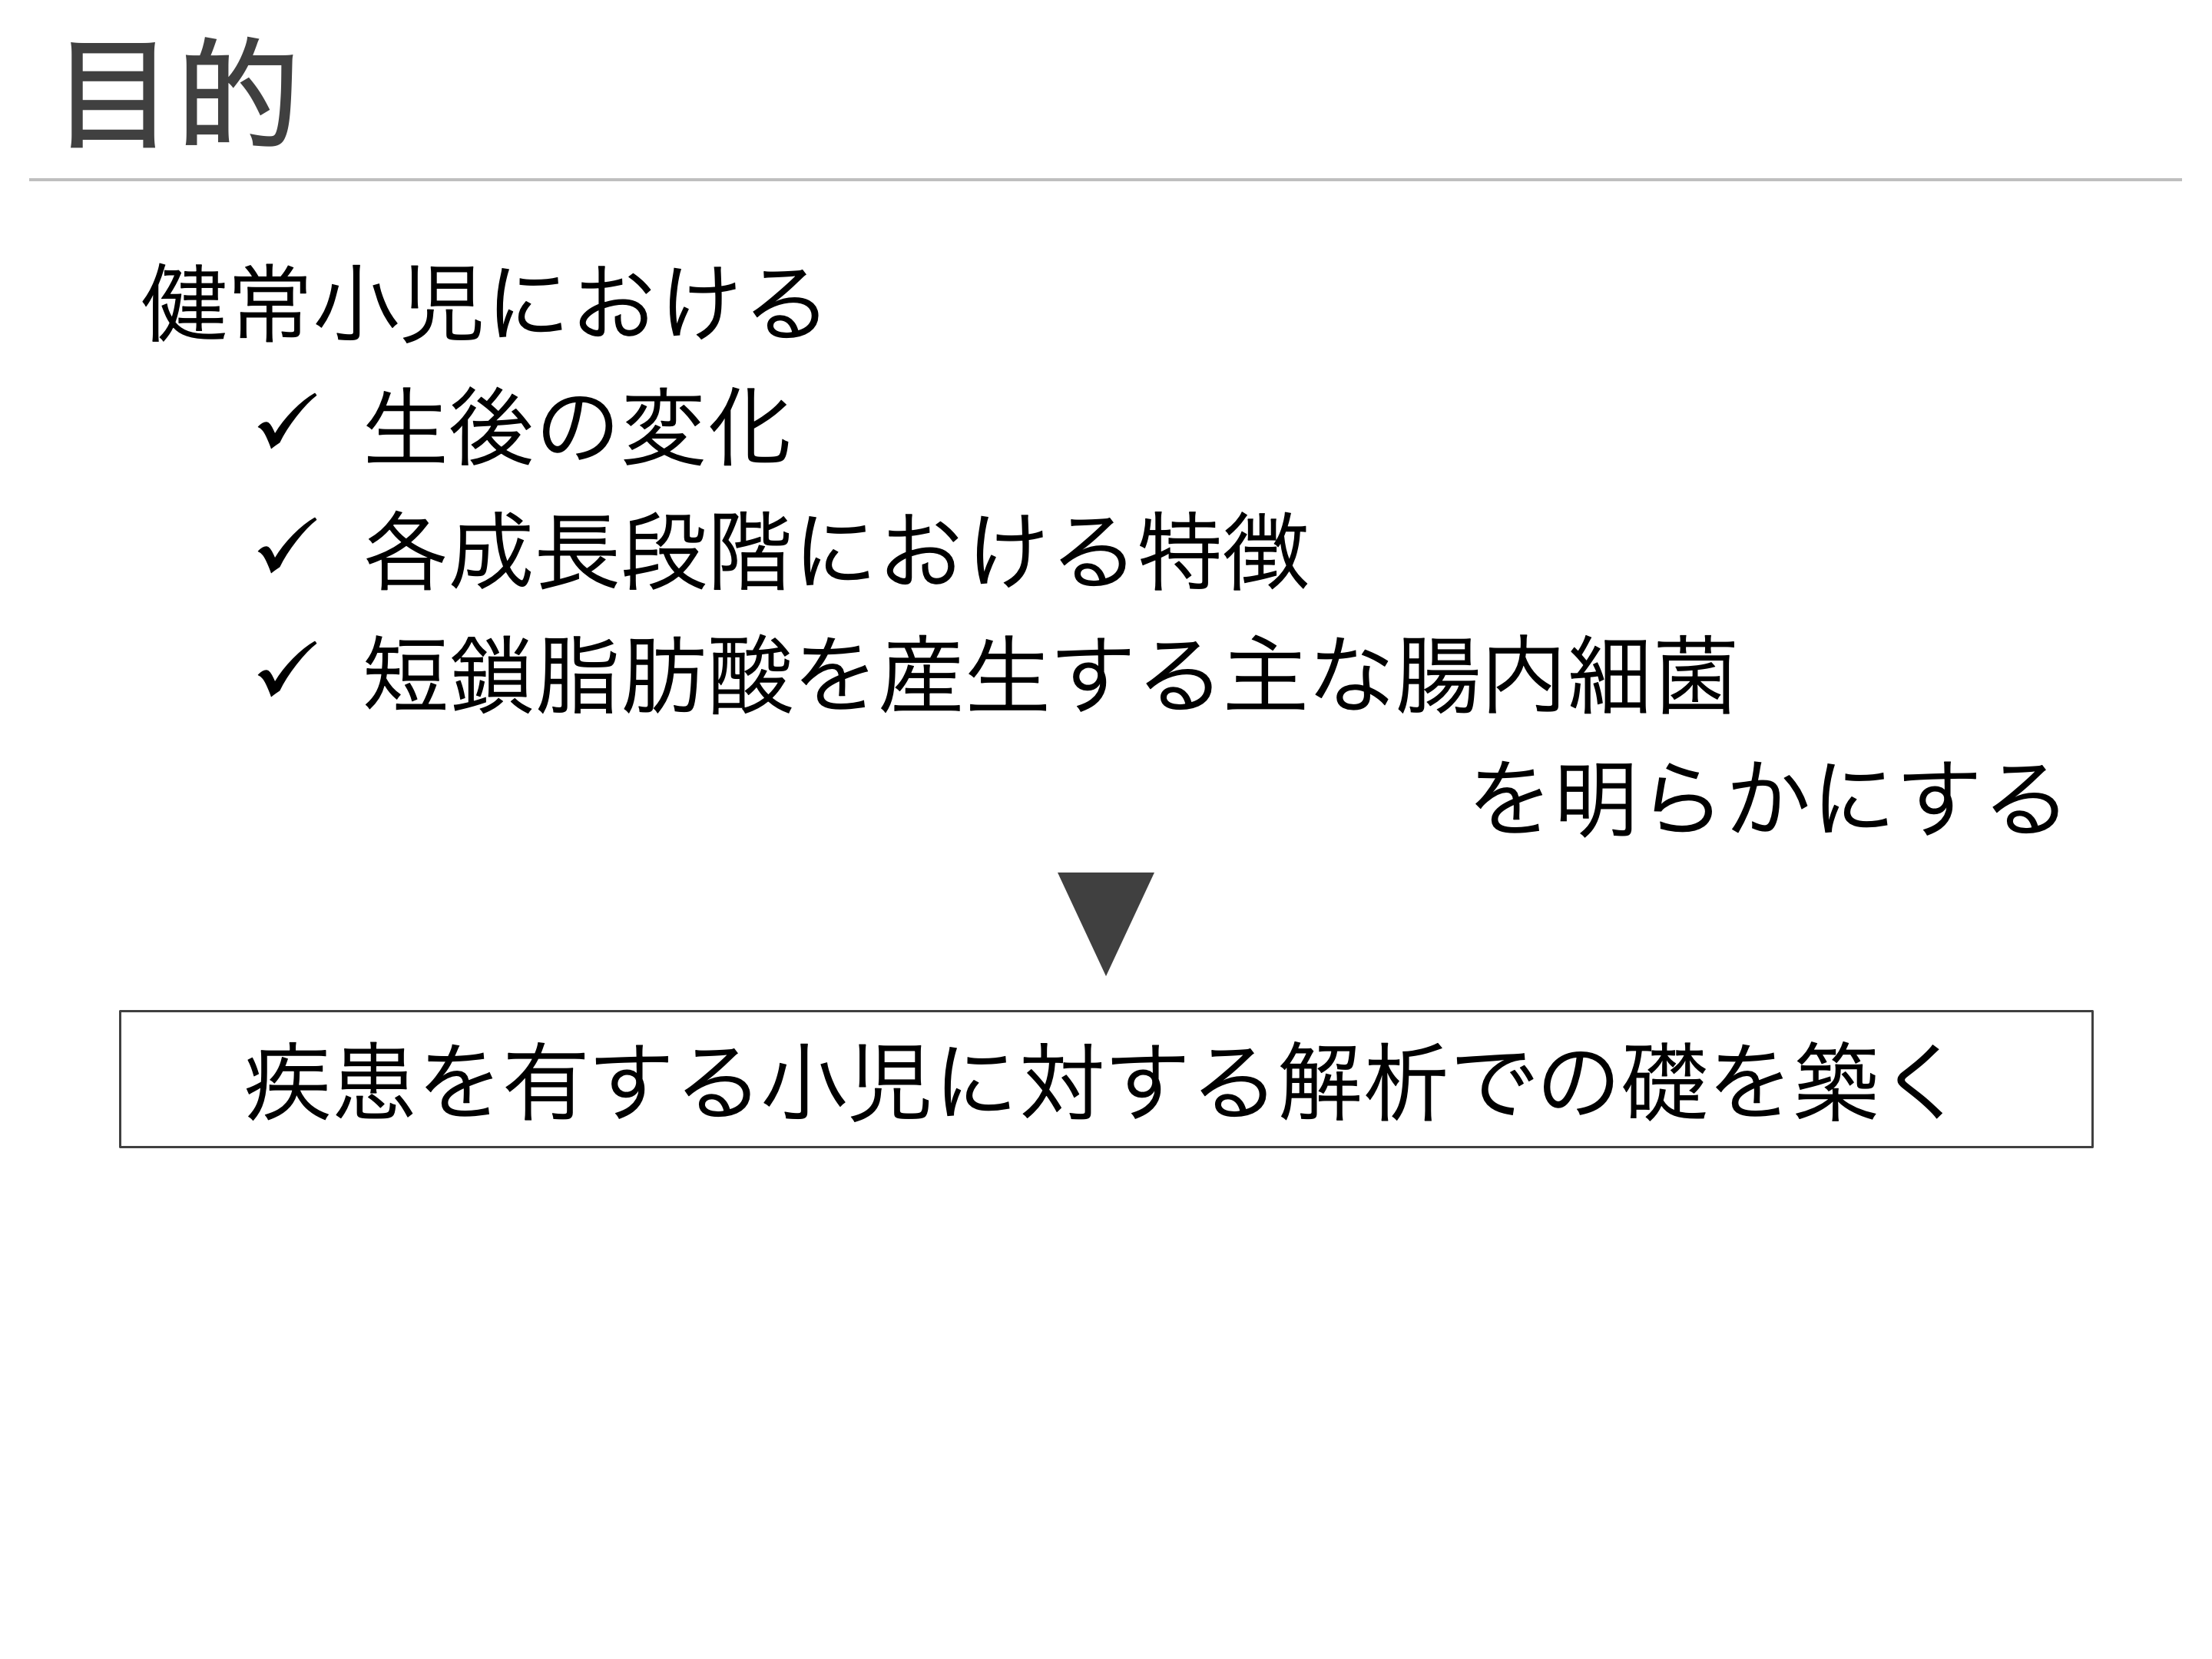 目的
健常小児における
✓ 生後の変化
✓ 各成長段階における特徴
✓ 短鎖脂肪酸を産生する主な腸内細菌
を明らかにする
疾患を有する小児に対する解析での礎を築く